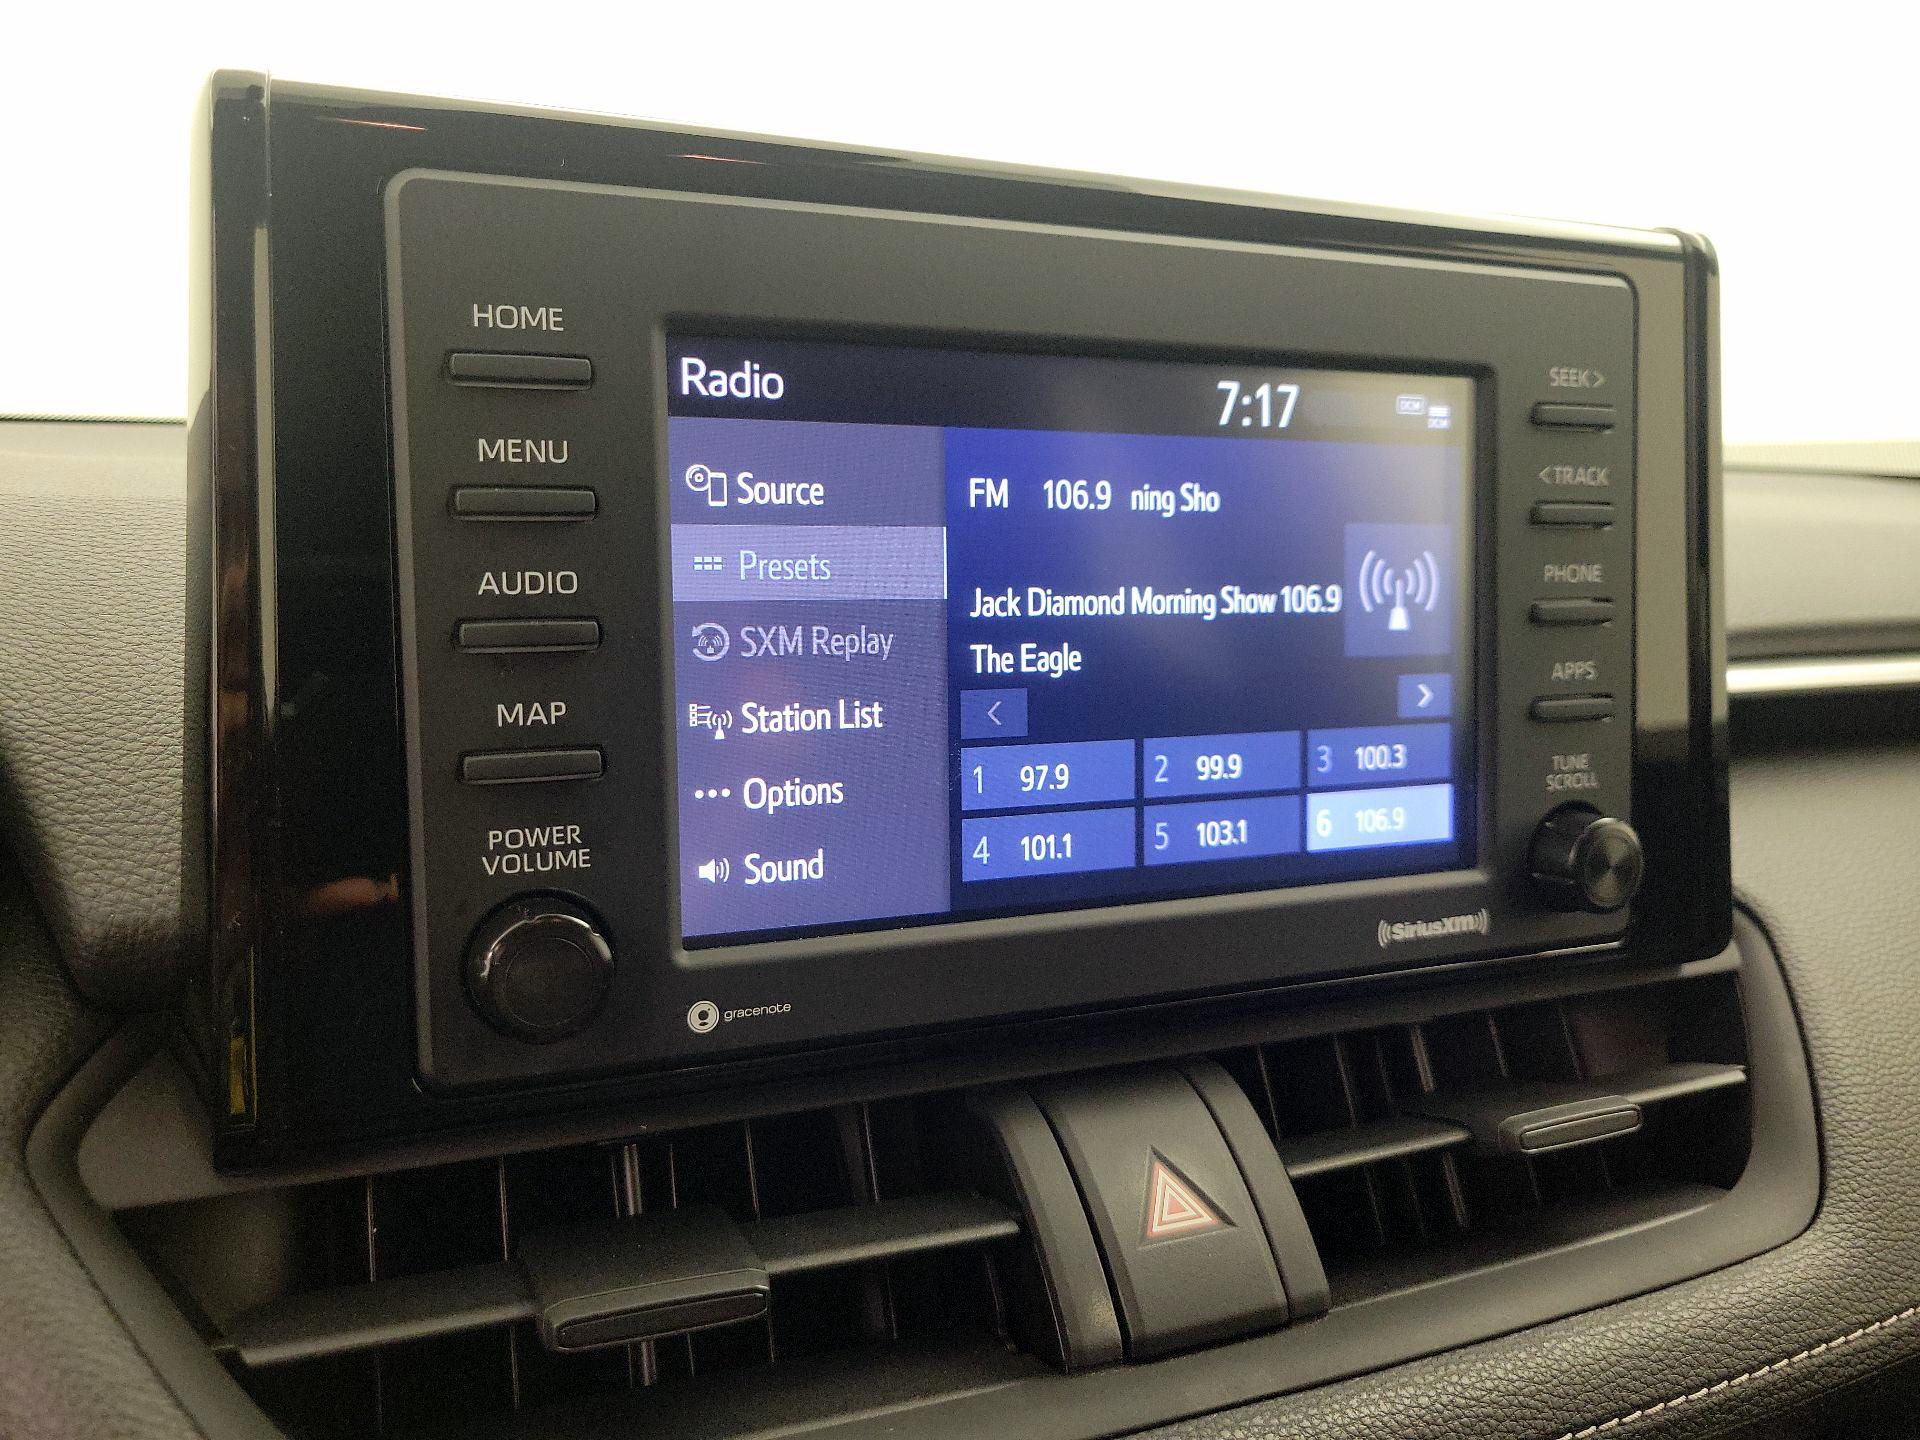 HOME
MENU
AUDIO
MAP
POWER
VOLUME
Radio
7:17
DCM
DCM
Source
Presets
SXM Replay
Station List
Options
Sound
FM 106.9 ning Sho
Jack Diamond Morning Show 106.9
The Eagle
<
>
1 97.9
2 99.9
3 100.3
4 101.1
5 103.1
6 106.9
SEEK>
<TRACK
PHONE
APPS
TUNE
SCROLL
((SiriusXM))
gracenote